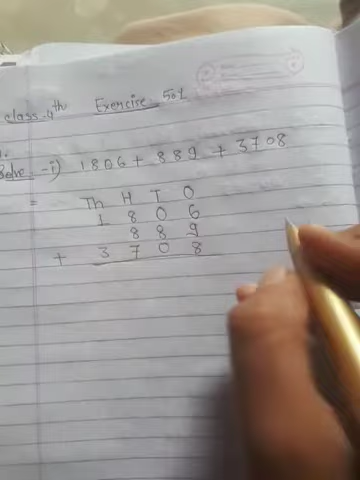 class-4th Exercise 5.1
Solve -i) 1806 + 889 + 3708
= Th H T O
1 8 0 6
8 8 9
+ 3 7 0 8